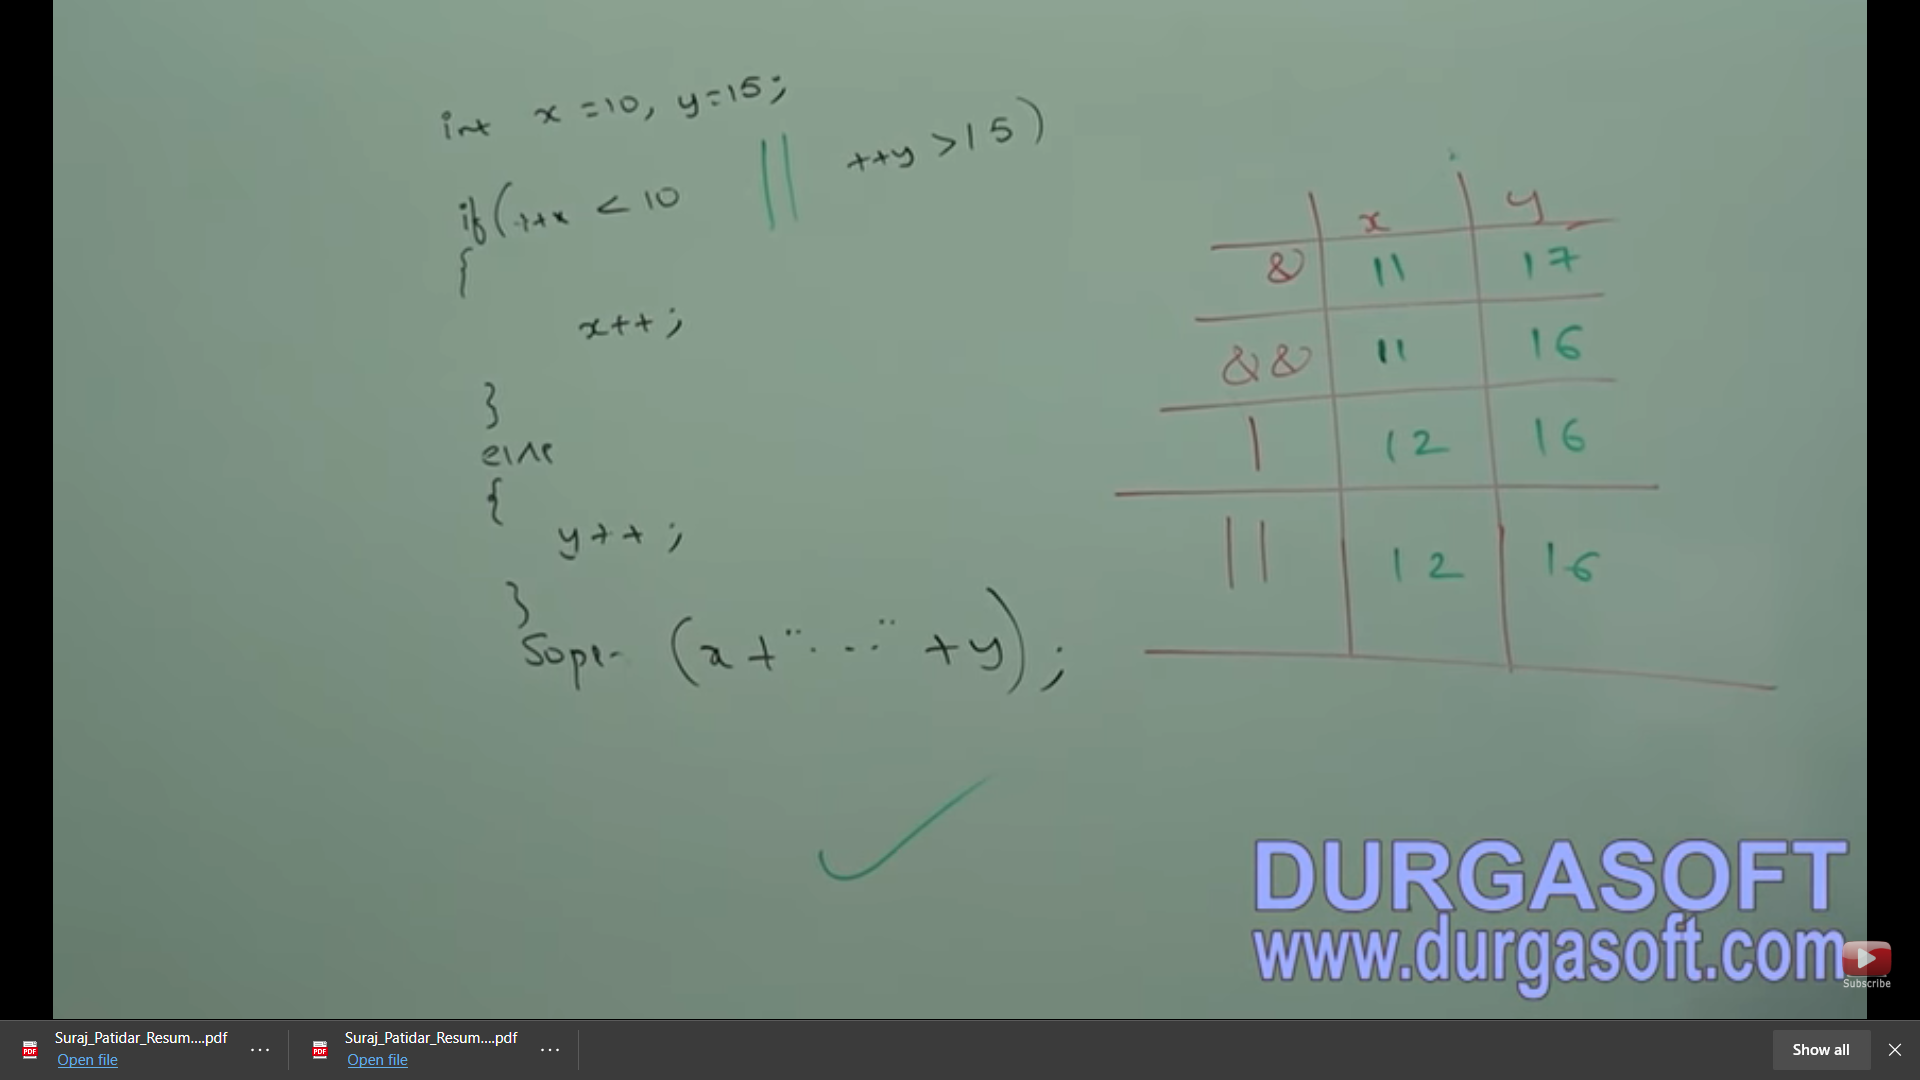 int x = 10, y = 15;
if(++x < 10 || ++y > 15)
{
x++;
}
else
{
y++;
}
Sopln (x + "..." + y);
x y
& 11 17
&& 11 16
| 12 16
|| 12 16
DURGASOFT
www.durgasoft.com
Subscribe
Suraj_Patidar_Resum....pdf
Open file
Suraj_Patidar_Resum....pdf
Open file
Show all